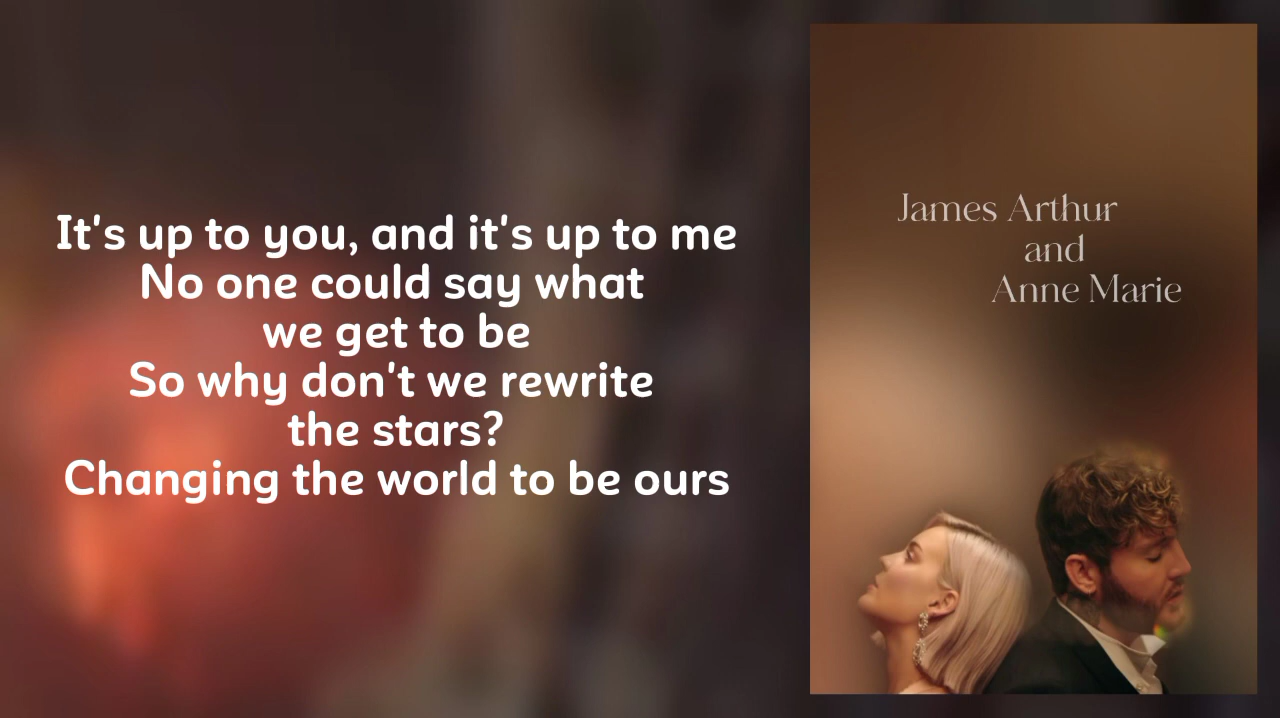 It's up to you, and it's up to me
No one could say what
we get to be
So why don't we rewrite
the stars?
Changing the world to be ours
James Arthur
and
Anne Marie